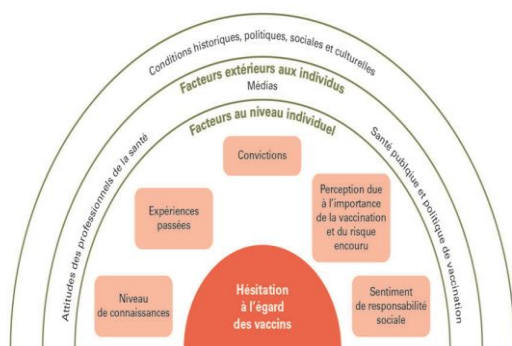 Conditions historiques, politiques, sociales et culturelles
Facteurs extérieurs aux individus
Médias
Attitudes des professionnels de la santé
Santé publqiue et politique de vaccination
Facteurs au niveau individuel
Convictions
Expériences
passées
Perception due
à l'importance
de la vaccination
et du risque
encouru
Niveau
de connaissances
Hésitation
à l'égard
des vaccins
Sentiment
de responsabilité
sociale